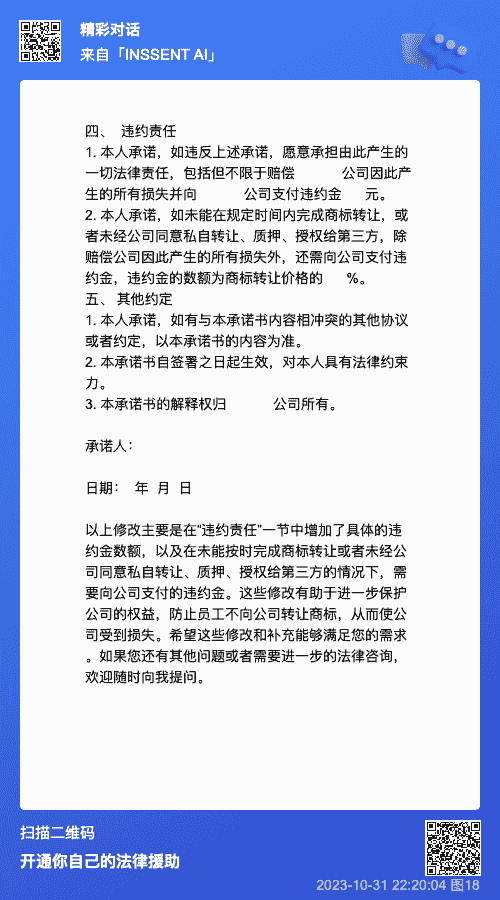 精彩对话
来自「INSSENT AI」
四、 违约责任
1. 本人承诺，如违反上述承诺，愿意承担由此产生的
一切法律责任，包括但不限于赔偿 公司因此产
生的所有损失并向 公司支付违约金 元。
2. 本人承诺，如未能在规定时间内完成商标转让，或
者未经公司同意私自转让、质押、授权给第三方，除
赔偿公司因此产生的所有损失外，还需向公司支付违
约金，违约金的数额为商标转让价格的 %。
五、 其他约定
1. 本人承诺，如有与本承诺书内容相冲突的其他协议
或者约定，以本承诺书的内容为准。
2. 本承诺书自签署之日起生效，对本人具有法律约束
力。
3. 本承诺书的解释权归 公司所有。
承诺人：
日期： 年 月 日
以上修改主要是在“违约责任”一节中增加了具体的违
约金数额，以及在未能按时完成商标转让或者未经公
司同意私自转让、质押、授权给第三方的情况下，需
要向公司支付的违约金。这些修改有助于进一步保护
公司的权益，防止员工不向公司转让商标，从而使公
司受到损失。希望这些修改和补充能够满足您的需求
。如果您还有其他问题或者需要进一步的法律咨询，
欢迎随时向我提问。
扫描二维码
开通你自己的法律援助
2023-10-31 22:20:04 图18